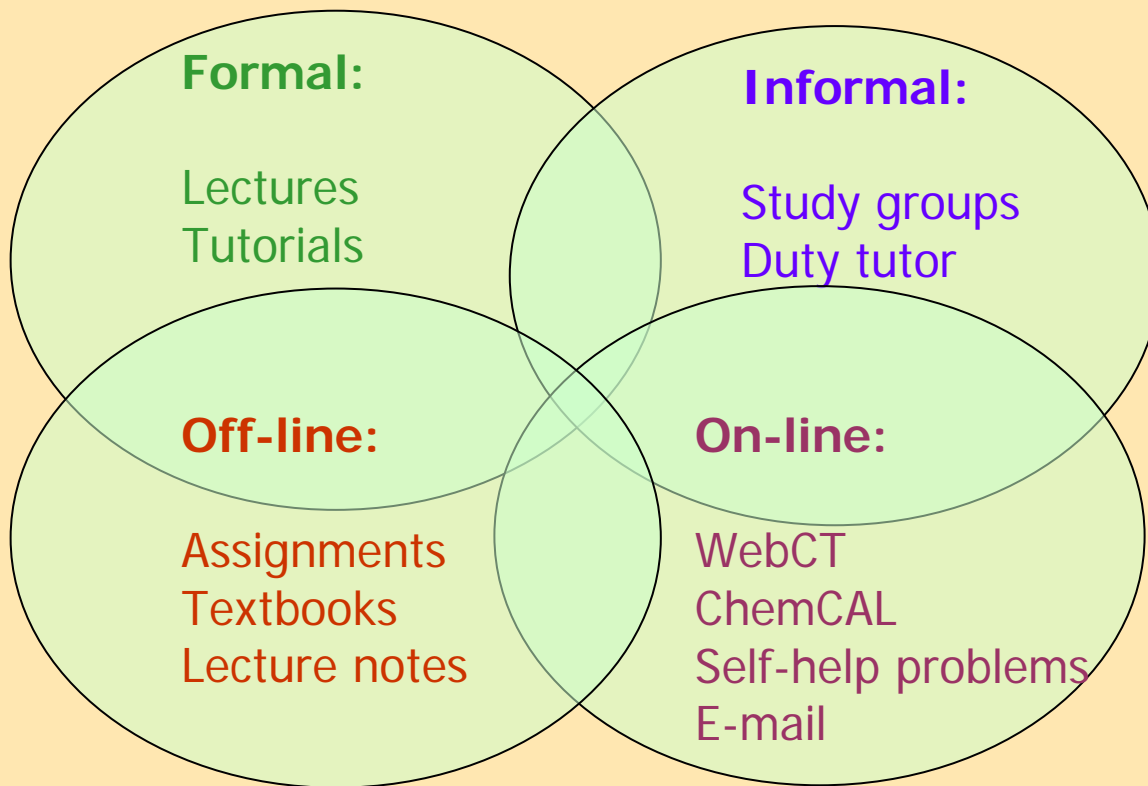 Formal:
Lectures
Tutorials
Informal:
Study groups
Duty tutor
Off-line:
Assignments
Textbooks
Lecture notes
On-line:
WebCT
ChemCAL
Self-help problems
E-mail